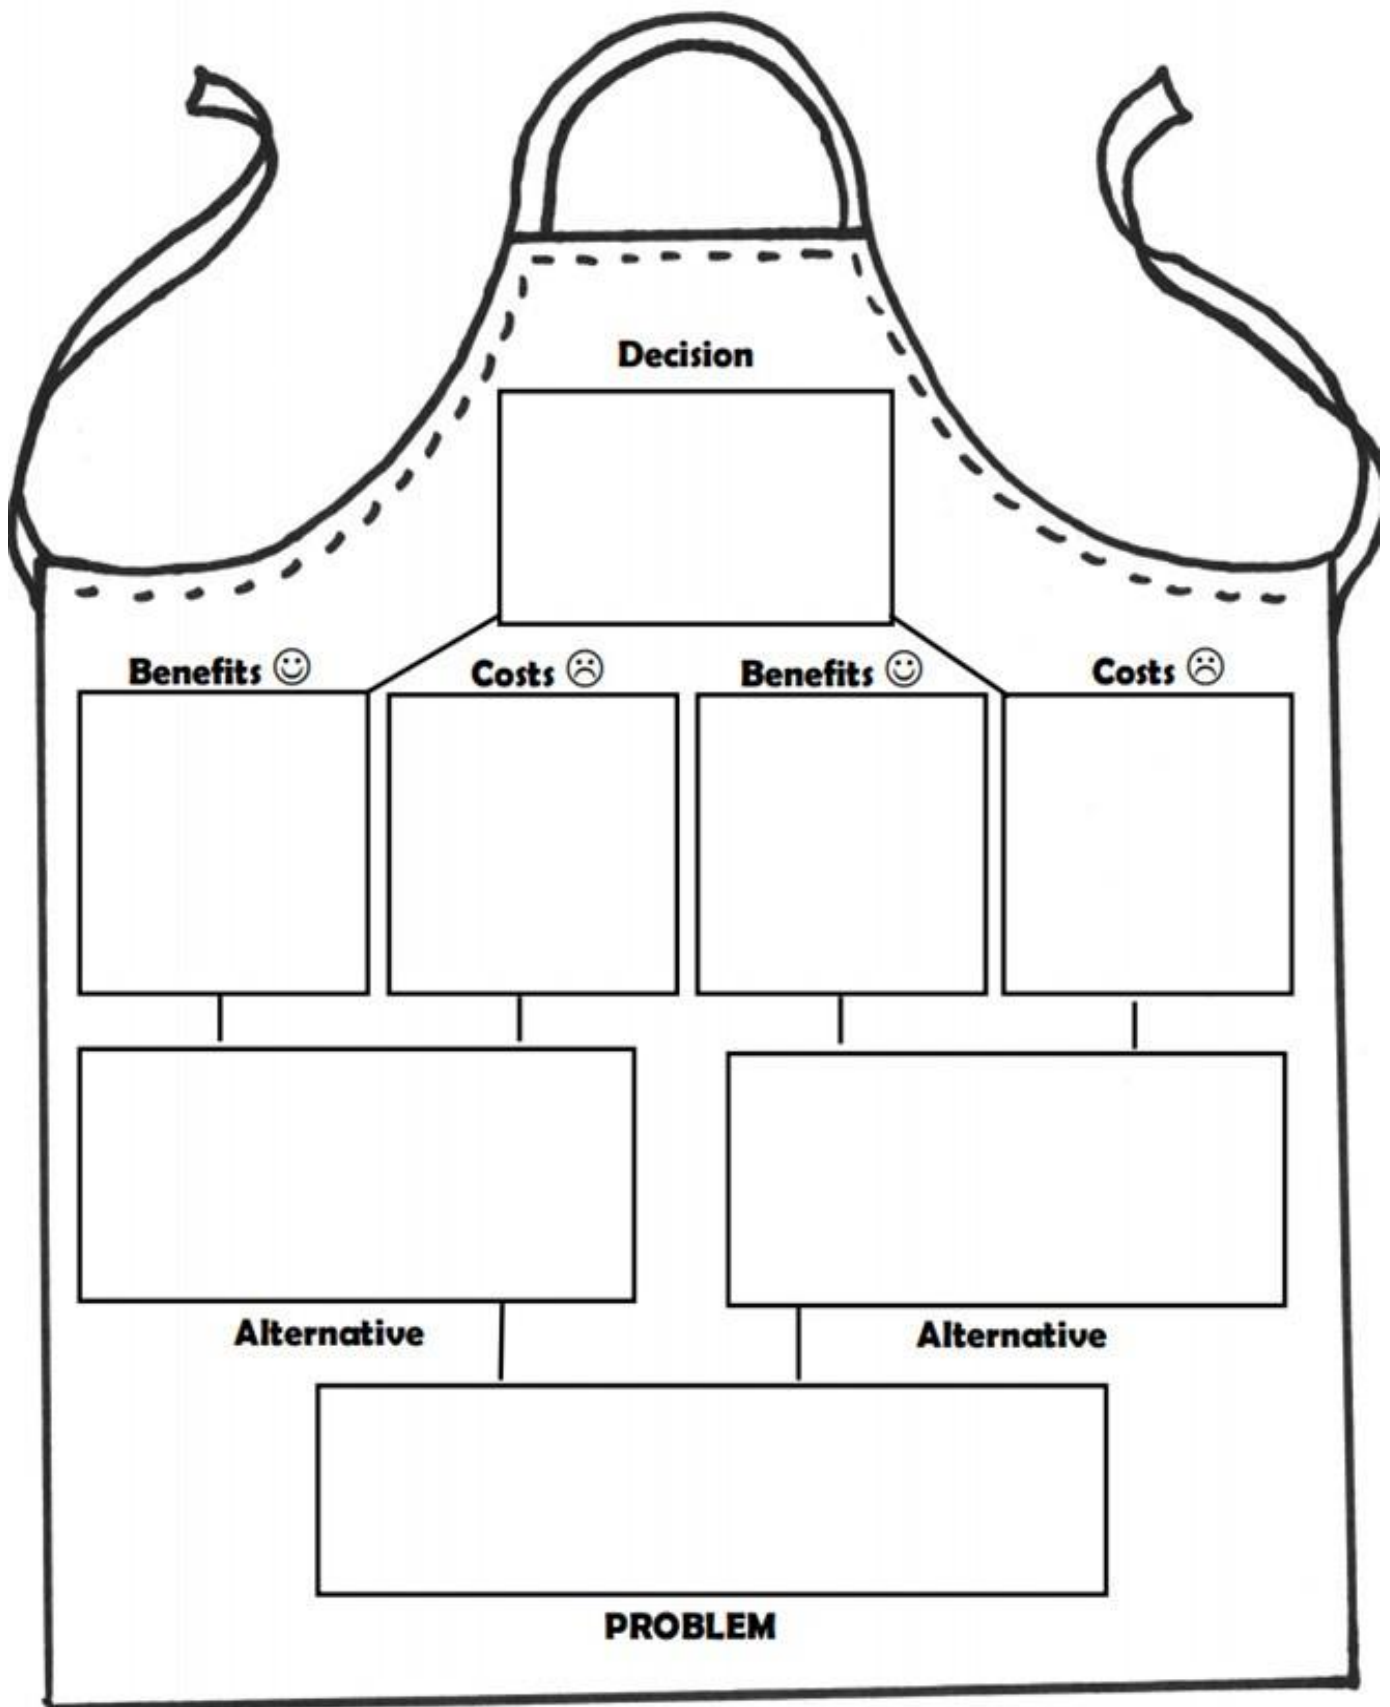 Decision
Benefits ☺ Costs ☹ Benefits ☺ Costs ☹
Alternative Alternative
PROBLEM